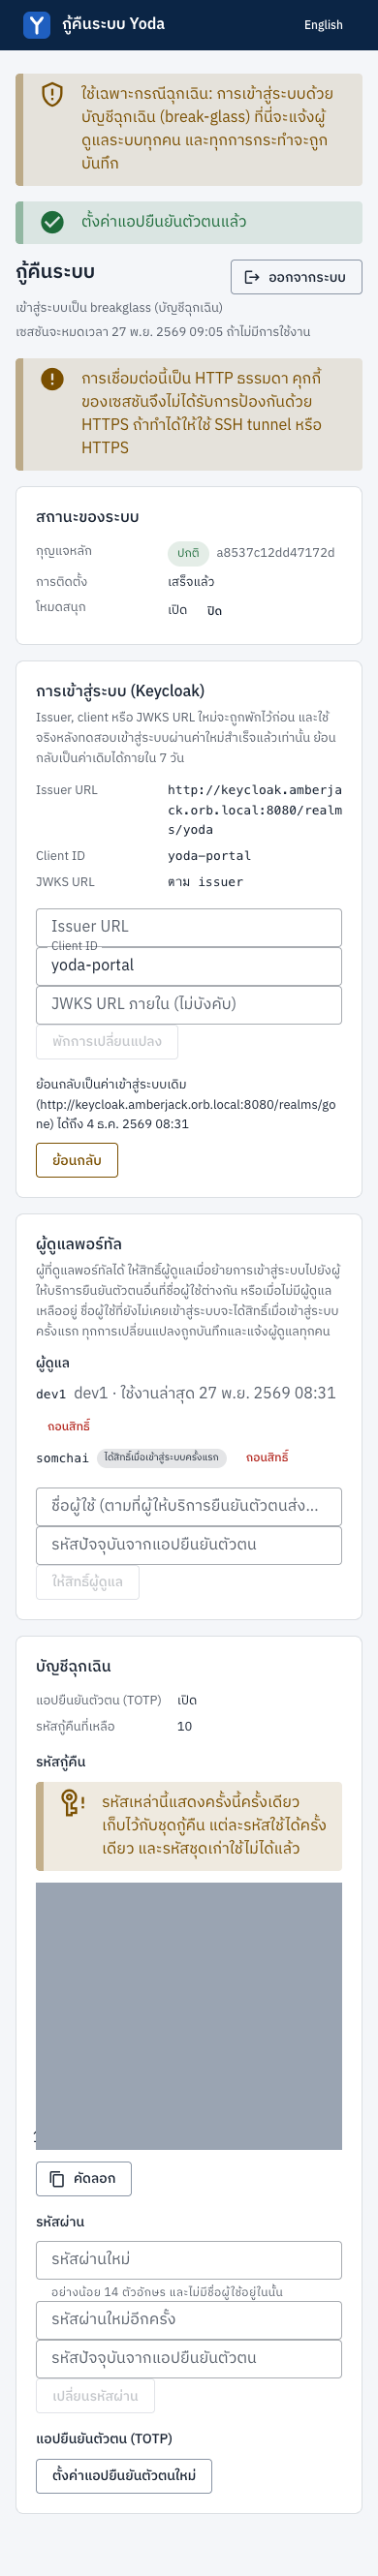 กู้คืนระบบ Yoda
English
ใช้เฉพาะกรณีฉุกเฉิน: การเข้าสู่ระบบด้วย
บัญชีฉุกเฉิน (break-glass) ที่นี่จะแจ้งผู้
ดูแลระบบทุกคน และทุกการกระทำจะถูก
บันทึก
ตั้งค่าแอปยืนยันตัวตนแล้ว
กู้คืนระบบ
ออกจากระบบ
เข้าสู่ระบบเป็น breakglass (บัญชีฉุกเฉิน)
เซสชันจะหมดเวลา 27 พ.ย. 2569 09:05 ถ้าไม่มีการใช้งาน
การเชื่อมต่อนี้เป็น HTTP ธรรมดา คุกกี้
ของเซสชันจึงไม่ได้รับการป้องกันด้วย
HTTPS ถ้าทำได้ให้ใช้ SSH tunnel หรือ
HTTPS
สถานะของระบบ
กุญแจหลัก ปกติ a8537c12dd47172d
การติดตั้ง เสร็จแล้ว
โหมดสนุก เปิด ปิด
การเข้าสู่ระบบ (Keycloak)
Issuer, client หรือ JWKS URL ใหม่จะถูกพักไว้ก่อน และใช้
จริงหลังทดสอบเข้าสู่ระบบผ่านค่าใหม่สำเร็จแล้วเท่านั้น ย้อน
กลับเป็นค่าเดิมได้ภายใน 7 วัน
Issuer URL http://keycloak.amberja
ck.orb.local:8080/realm
s/yoda
Client ID yoda-portal
JWKS URL ตาม issuer
Issuer URL
Client ID
yoda-portal
JWKS URL ภายใน (ไม่บังคับ)
พักการเปลี่ยนแปลง
ย้อนกลับเป็นค่าเข้าสู่ระบบเดิม
(http://keycloak.amberjack.orb.local:8080/realms/go
ne) ได้ถึง 4 ธ.ค. 2569 08:31
ย้อนกลับ
ผู้ดูแลพอร์ทัล
ผู้ที่ดูแลพอร์ทัลได้ ให้สิทธิ์ผู้ดูแลเมื่อย้ายการเข้าสู่ระบบไปยังผู้
ให้บริการยืนยันตัวตนอื่นที่ชื่อผู้ใช้ต่างกัน หรือเมื่อไม่มีผู้ดูแล
เหลืออยู่ ชื่อผู้ใช้ที่ยังไม่เคยเข้าสู่ระบบจะได้สิทธิ์เมื่อเข้าสู่ระบบ
ครั้งแรก ทุกการเปลี่ยนแปลงถูกบันทึกและแจ้งผู้ดูแลทุกคน
ผู้ดูแล
dev1 dev1 · ใช้งานล่าสุด 27 พ.ย. 2569 08:31
ถอนสิทธิ์
somchai ได้สิทธิ์เมื่อเข้าสู่ระบบครั้งแรก ถอนสิทธิ์
ชื่อผู้ใช้ (ตามที่ผู้ให้บริการยืนยันตัวตนส่ง...
รหัสปัจจุบันจากแอปยืนยันตัวตน
ให้สิทธิ์ผู้ดูแล
บัญชีฉุกเฉิน
แอปยืนยันตัวตน (TOTP) เปิด
รหัสกู้คืนที่เหลือ 10
รหัสกู้คืน
รหัสเหล่านี้แสดงครั้งนี้ครั้งเดียว
เก็บไว้กับชุดกู้คืน แต่ละรหัสใช้ได้ครั้ง
เดียว และรหัสชุดเก่าใช้ไม่ได้แล้ว
คัดลอก
รหัสผ่าน
รหัสผ่านใหม่
อย่างน้อย 14 ตัวอักษร และไม่มีชื่อผู้ใช้อยู่ในนั้น
รหัสผ่านใหม่อีกครั้ง
รหัสปัจจุบันจากแอปยืนยันตัวตน
เปลี่ยนรหัสผ่าน
แอปยืนยันตัวตน (TOTP)
ตั้งค่าแอปยืนยันตัวตนใหม่